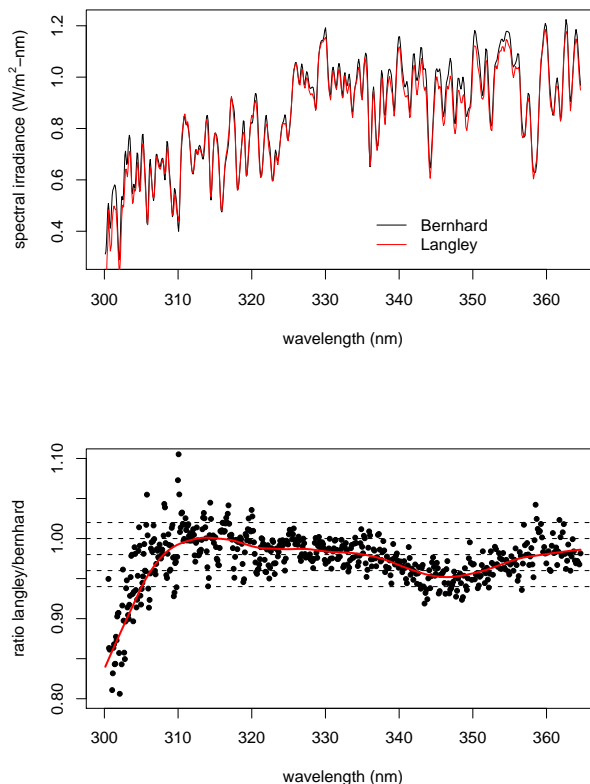 spectral irradiance (W/m²−nm)
1.2
1.0
0.8
0.6
0.4
Bernhard
Langley
300 310 320 330 340 350 360
wavelength (nm)
ratio langley/bernhard
1.10
1.00
0.90
0.80
300 310 320 330 340 350 360
wavelength (nm)